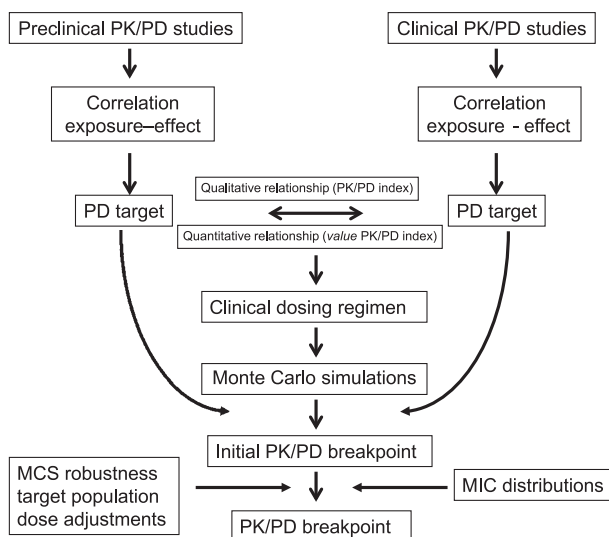 Preclinical PK/PD studies
Clinical PK/PD studies
Correlation
exposure–effect
Correlation
exposure - effect
Qualitative relationship (PK/PD index)
PD target
PD target
Quantitative relationship (value PK/PD index)
Clinical dosing regimen
Monte Carlo simulations
Initial PK/PD breakpoint
MCS robustness
target population
dose adjustments
MIC distributions
PK/PD breakpoint